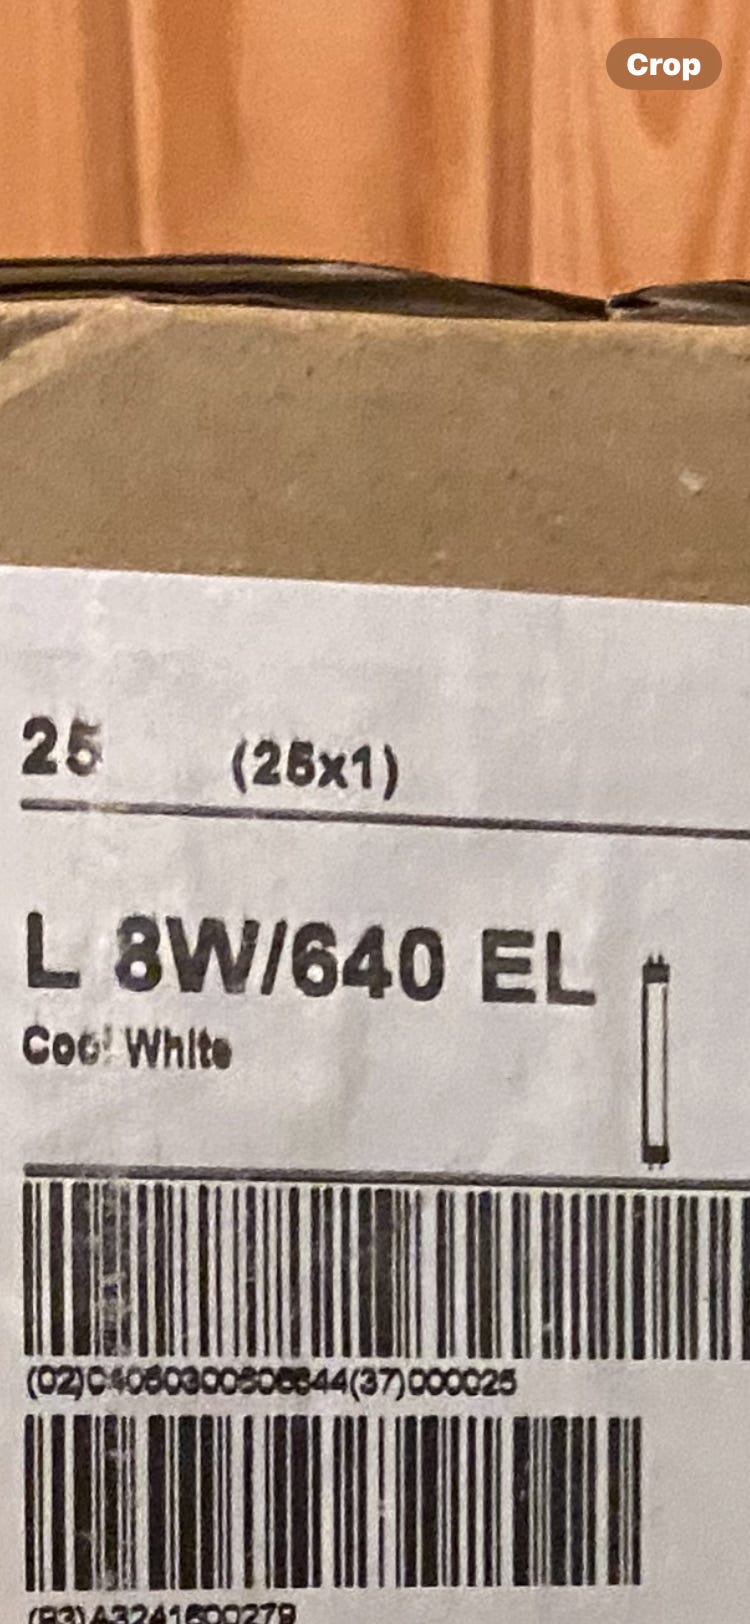 Crop
25 (25x1)
L 8W/640 EL
Cool White
(37)000025